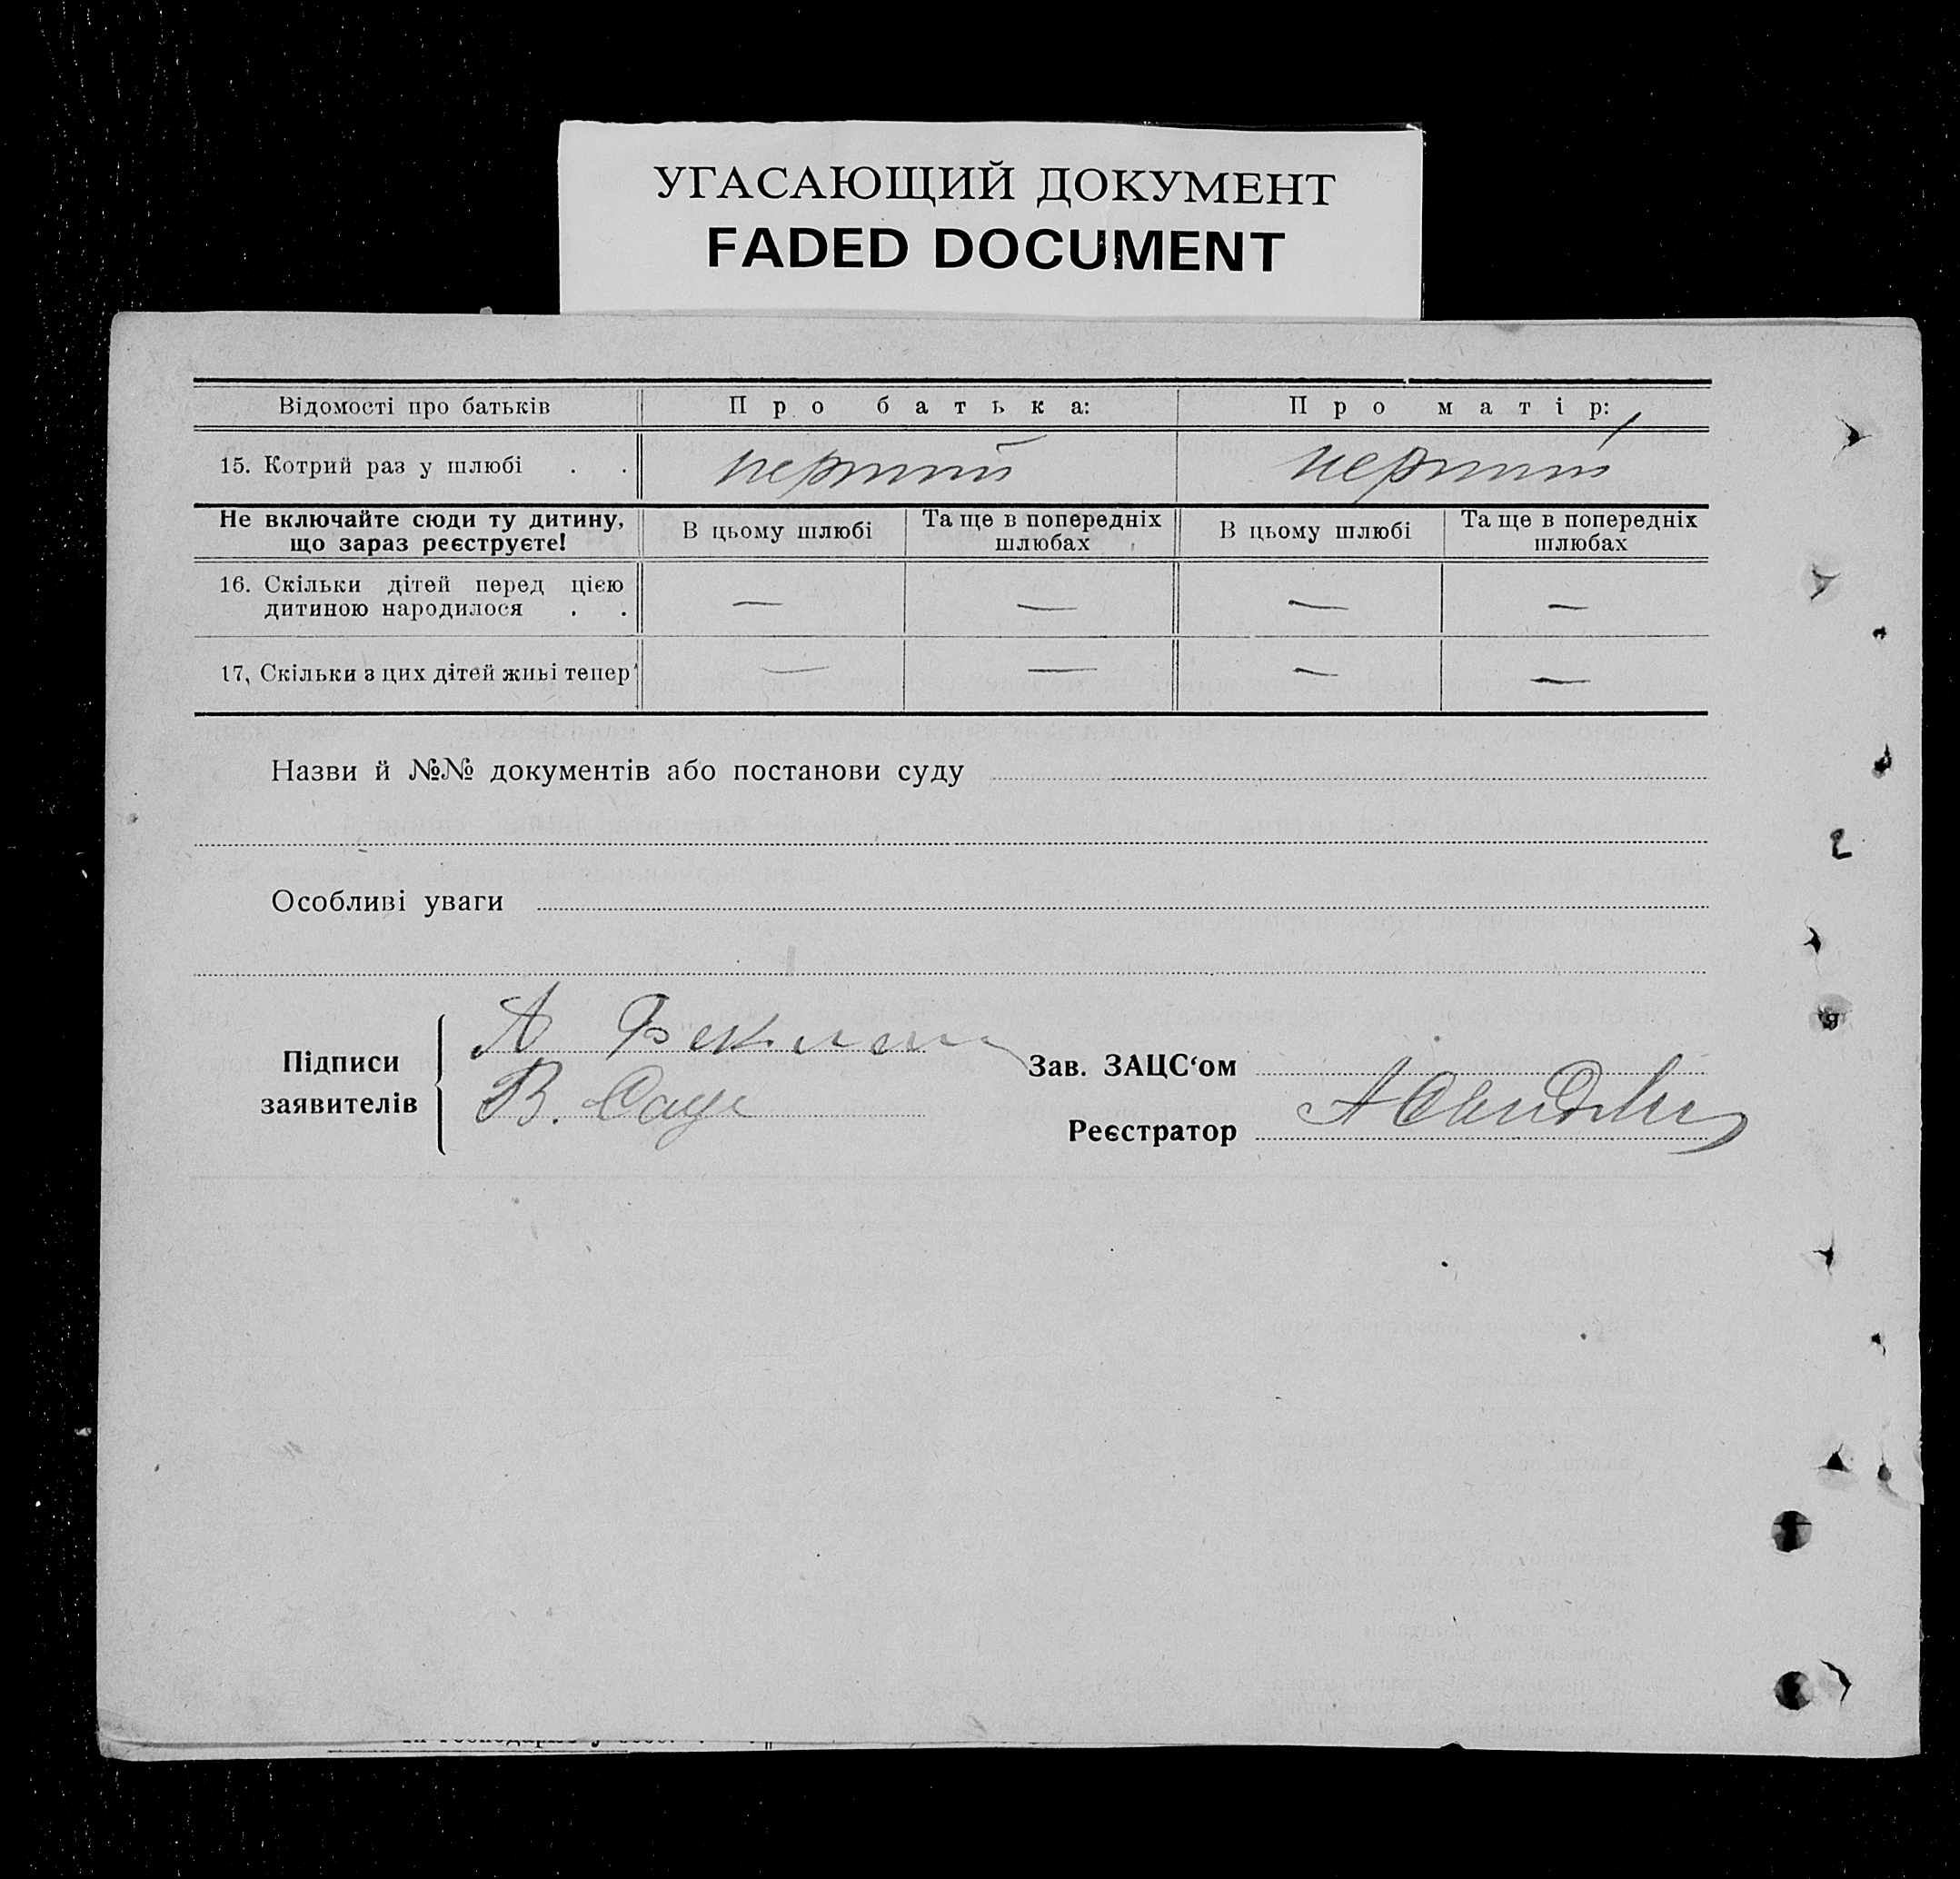 УГАСАЮЩИЙ ДОКУМЕНТ
FADED DOCUMENT
Відомості про батьків Про батька: Про матір:
15. Котрий раз у шлюбі . . перший перший
Не включайте сюди ту дитину, що зараз реєструєте! В цьому шлюбі Та ще в попередніх шлюбах В цьому шлюбі Та ще в попередніх шлюбах
16. Скільки дітей перед цією
дитиною народилося . . — — — —
17, Скільки з цих дітей живі тепер — — — —
Назви й №№ документів або постанови суду
Особливі уваги
Підписи
заявителів
А
В.
Зав. ЗАЦС‘ом
Реєстратор